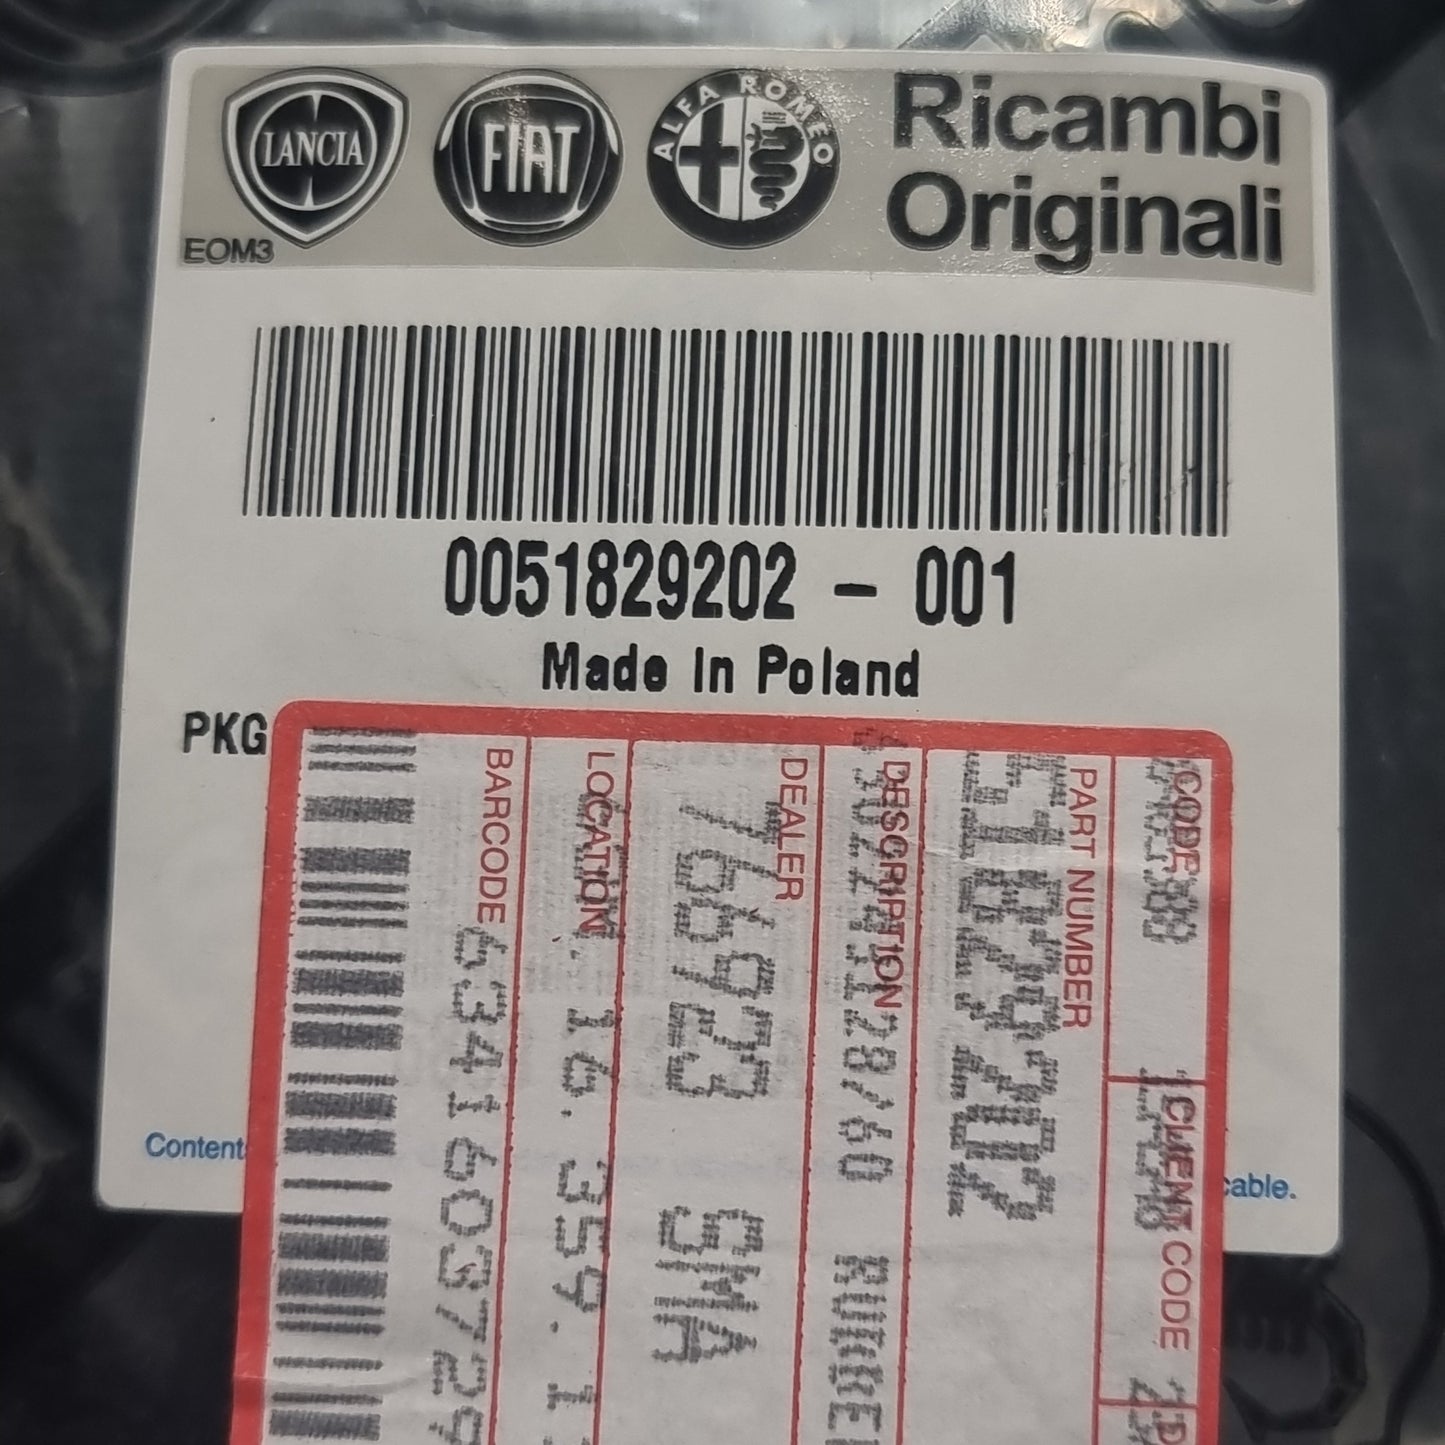 LANCIA
FIAT
ALFA ROMEO
Ricambi
Originali
EOM3
0051829202 - 001
Made In Poland
PKG
Content
cable.
CODE
CLIENT CODE
PART NUMBER
51829202
DESCRIPTION
DEALER
766923 SMA
LOCATION
BARCODE